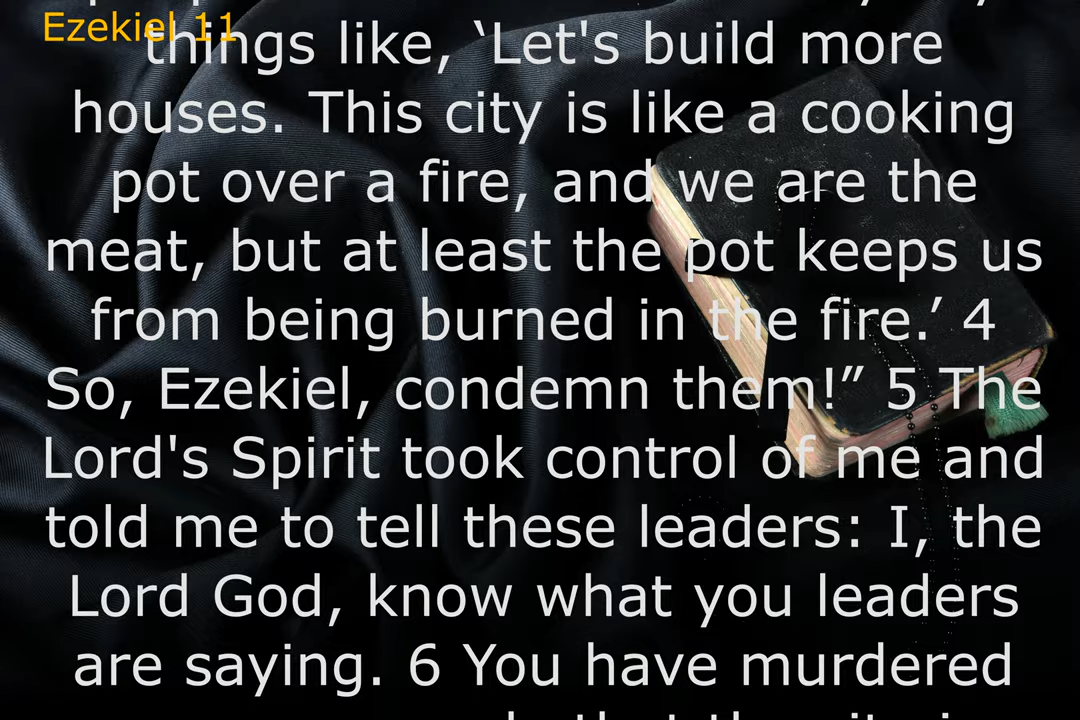 Ezekiel 11
things like, ‘Let's build more
houses. This city is like a cooking
pot over a fire, and we are the
meat, but at least the pot keeps us
from being burned in the fire.’ 4
So, Ezekiel, condemn them!” 5 The
Lord's Spirit took control of me and
told me to tell these leaders: I, the
Lord God, know what you leaders
are saying. 6 You have murdered